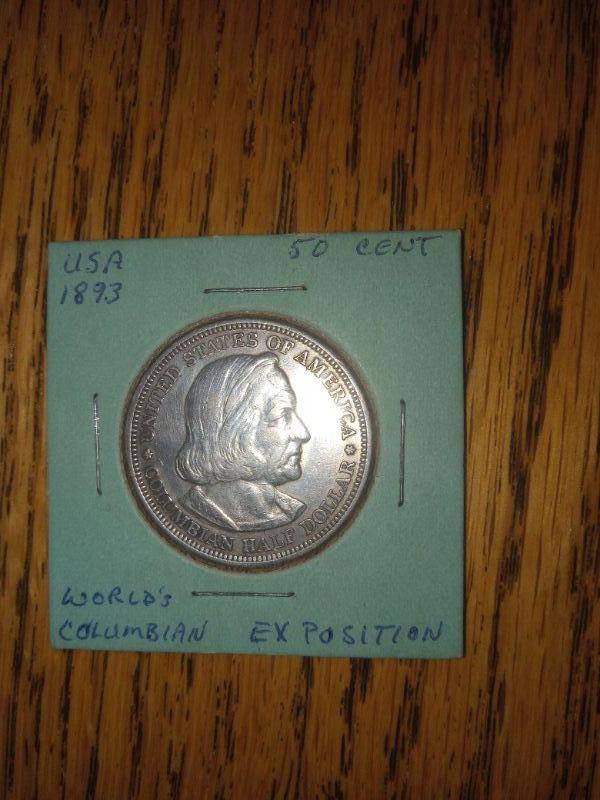 USA 50 CENT
1893
UNITED STATES OF AMERICA
COLUMBIAN HALF DOLLAR
WORLD'S
COLUMBIAN EXPOSITION